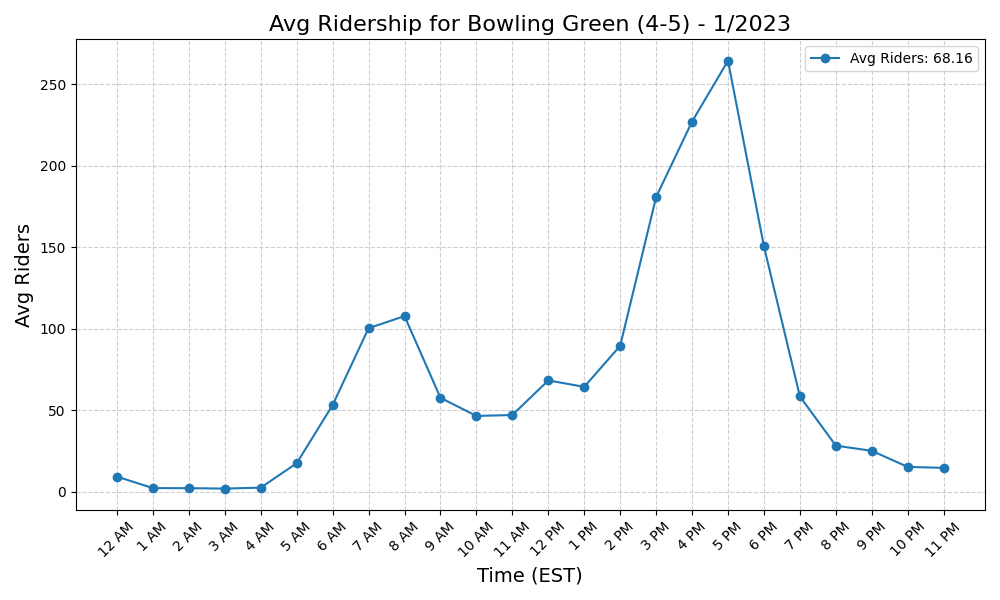 Avg Ridership for Bowling Green (4-5) - 1/2023
Avg Riders: 68.16
Avg Riders
250
200
150
100
50
0
12 AM
1 AM
2 AM
3 AM
4 AM
5 AM
6 AM
7 AM
8 AM
9 AM
10 AM
11 AM
12 PM
1 PM
2 PM
3 PM
4 PM
5 PM
6 PM
7 PM
8 PM
9 PM
10 PM
11 PM
Time (EST)